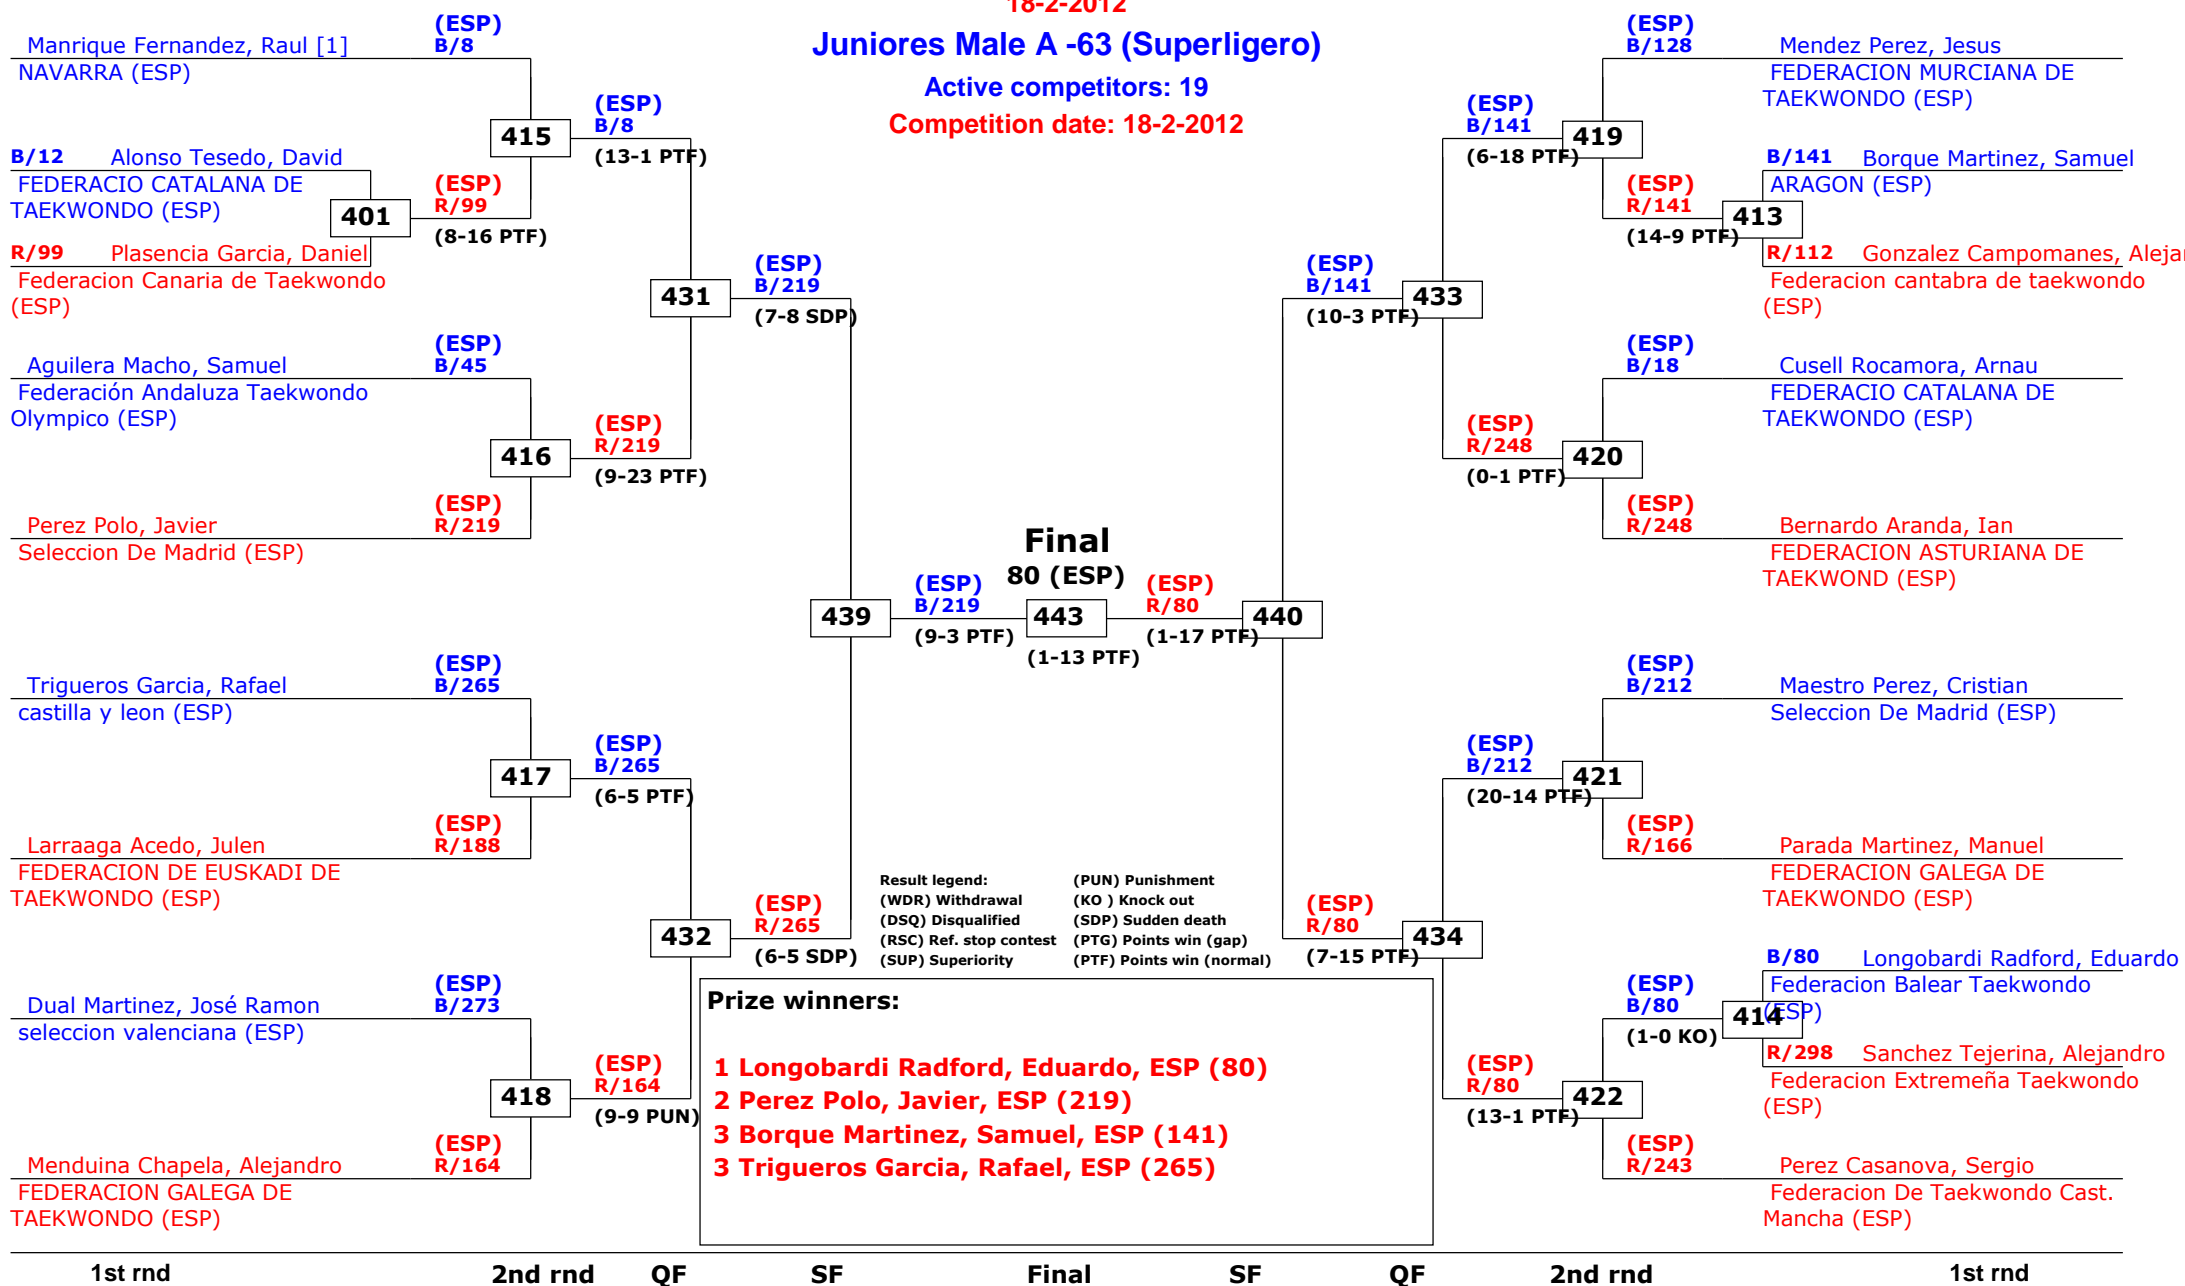 18-2-2012
Juniores Male A -63 (Superligero)
Active competitors: 19
Competition date: 18-2-2012
(ESP)
Manrique Fernandez, Raul [1] B/8
NAVARRA (ESP)
(ESP)
B/8
415
(13-1 PTF)
B/12 Alonso Tesedo, David
FEDERACIO CATALANA DE
TAEKWONDO (ESP)
401
(ESP)
R/99
(8-16 PTF)
R/99 Plasencia Garcia, Daniel
Federacion Canaria de Taekwondo
(ESP)
431
(ESP)
B/219
(7-8 SDP)
(ESP)
Aguilera Macho, Samuel B/45
Federación Andaluza Taekwondo
Olympico (ESP)
416
(ESP)
R/219
(9-23 PTF)
(ESP)
Perez Polo, Javier R/219
Seleccion De Madrid (ESP)
439
(ESP)
B/219
(9-3 PTF)
Final
80 (ESP)
443
(1-13 PTF)
(ESP)
R/80
(1-17 PTF)
440
(ESP)
Trigueros Garcia, Rafael B/265
castilla y leon (ESP)
417
(ESP)
B/265
(6-5 PTF)
(ESP)
Larraaga Acedo, Julen R/188
FEDERACION DE EUSKADI DE
TAEKWONDO (ESP)
432
(ESP)
R/265
(6-5 SDP)
(ESP)
Dual Martinez, José Ramon B/273
seleccion valenciana (ESP)
418
(ESP)
R/164
(9-9 PUN)
(ESP)
Menduina Chapela, Alejandro R/164
FEDERACION GALEGA DE
TAEKWONDO (ESP)
(ESP)
B/128 Mendez Perez, Jesus
FEDERACION MURCIANA DE
TAEKWONDO (ESP)
(ESP)
B/141
419
(6-18 PTF)
B/141 Borque Martinez, Samuel
ARAGON (ESP)
(ESP)
R/141
413
(14-9 PTF)
R/112 Gonzalez Campomanes, Aleja
Federacion cantabra de taekwondo
(ESP)
(ESP)
B/141
433
(10-3 PTF)
(ESP)
B/18 Cusell Rocamora, Arnau
FEDERACIO CATALANA DE
TAEKWONDO (ESP)
(ESP)
R/248
420
(0-1 PTF)
(ESP)
R/248 Bernardo Aranda, Ian
FEDERACION ASTURIANA DE
TAEKWOND (ESP)
(ESP)
B/212 Maestro Perez, Cristian
Seleccion De Madrid (ESP)
(ESP)
B/212
421
(20-14 PTF)
(ESP)
R/166 Parada Martinez, Manuel
FEDERACION GALEGA DE
TAEKWONDO (ESP)
(ESP)
R/80
434
(7-15 PTF)
B/80 Longobardi Radford, Eduardo
Federacion Balear Taekwondo
(ESP)
(ESP)
B/80
414
(1-0 KO)
R/298 Sanchez Tejerina, Alejandro
Federacion Extremeña Taekwondo
(ESP)
(ESP)
R/80
422
(13-1 PTF)
(ESP)
R/243 Perez Casanova, Sergio
Federacion De Taekwondo Cast.
Mancha (ESP)
Result legend: (PUN) Punishment
(WDR) Withdrawal (KO ) Knock out
(DSQ) Disqualified (SDP) Sudden death
(RSC) Ref. stop contest (PTG) Points win (gap)
(SUP) Superiority (PTF) Points win (normal)
Prize winners:
1 Longobardi Radford, Eduardo, ESP (80)
2 Perez Polo, Javier, ESP (219)
3 Borque Martinez, Samuel, ESP (141)
3 Trigueros Garcia, Rafael, ESP (265)
1st rnd 2nd rnd QF SF Final SF QF 2nd rnd 1st rnd